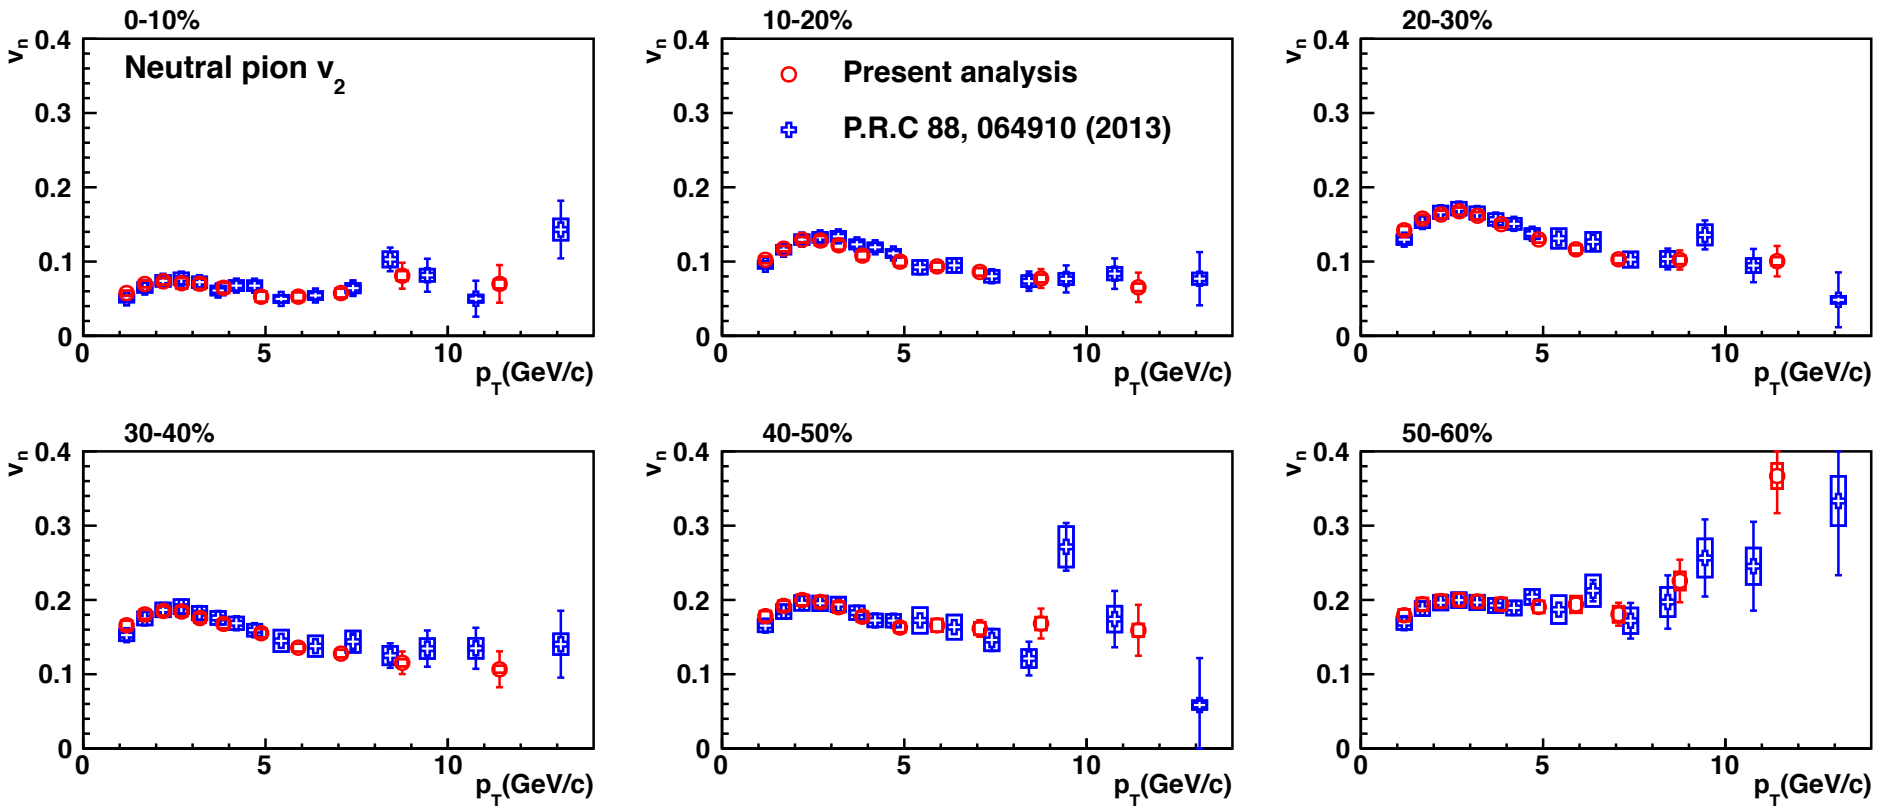 0-10%
v_n
0.4
0.3
0.2
0.1
0
Neutral pion v_2
0 5 10
p_T(GeV/c)
10-20%
v_n
0.4
0.3
0.2
0.1
0
Present analysis
P.R.C 88, 064910 (2013)
0 5 10
p_T(GeV/c)
20-30%
v_n
0.4
0.3
0.2
0.1
0
0 5 10
p_T(GeV/c)
30-40%
v_n
0.4
0.3
0.2
0.1
0
0 5 10
p_T(GeV/c)
40-50%
v_n
0.4
0.3
0.2
0.1
0
0 5 10
p_T(GeV/c)
50-60%
v_n
0.4
0.3
0.2
0.1
0
0 5 10
p_T(GeV/c)